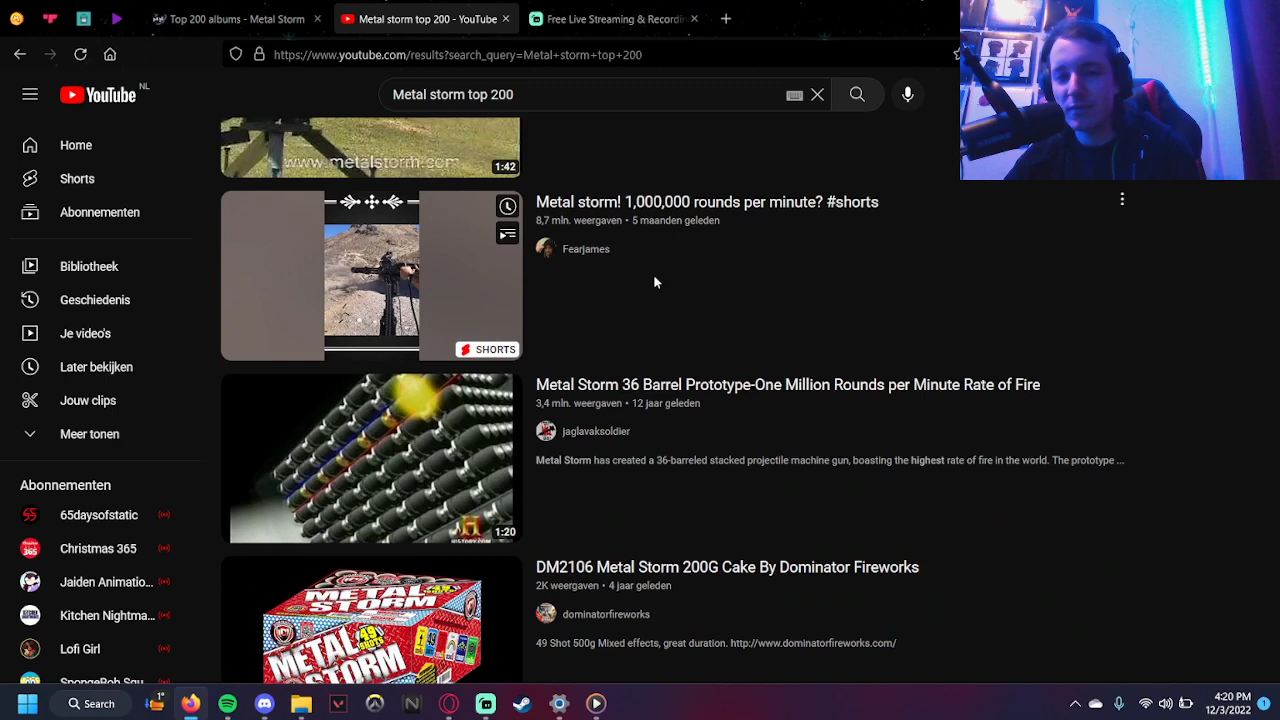 Top 200 albums - Metal Storm
Metal storm top 200 - YouTube
Free Live Streaming & Recordin
https://www.youtube.com/results?search_query=Metal+storm+top+200
YouTube NL
Metal storm top 200
Home
Shorts
Abonnementen
Bibliotheek
Geschiedenis
Je video's
Later bekijken
Jouw clips
Meer tonen
Abonnementen
65daysofstatic
Christmas 365
Jaiden Animatio...
Kitchen Nightma...
Lofi Girl
SpongeBob Squ
www.metalstorm.com
1:42
Metal storm! 1,000,000 rounds per minute? #shorts
8,7 mln. weergaven • 5 maanden geleden
Fearjames
SHORTS
Metal Storm 36 Barrel Prototype-One Million Rounds per Minute Rate of Fire
3,4 mln. weergaven • 12 jaar geleden
jaglavaksoldier
Metal Storm has created a 36-barreled stacked projectile machine gun, boasting the highest rate of fire in the world. The prototype ...
HISTORY.COM
1:20
DM2106 Metal Storm 200G Cake By Dominator Fireworks
2K weergaven • 4 jaar geleden
dominatorfireworks
49 Shot 500g Mixed effects, great duration. http://www.dominatorfireworks.com/
METAL STORM
49 SHOTS
METAL
STORM
Search
1°
4:20 PM
12/3/2022